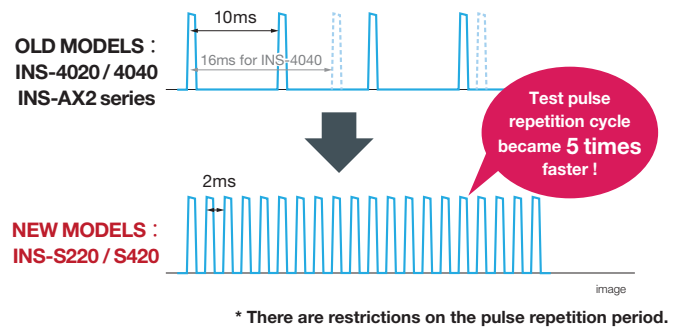 10ms
OLD MODELS：
INS-4020 / 4040
INS-AX2 series
16ms for INS-4040
Test pulse
repetition cycle
became 5 times
faster !
2ms
NEW MODELS：
INS-S220 / S420
image
* There are restrictions on the pulse repetition period.